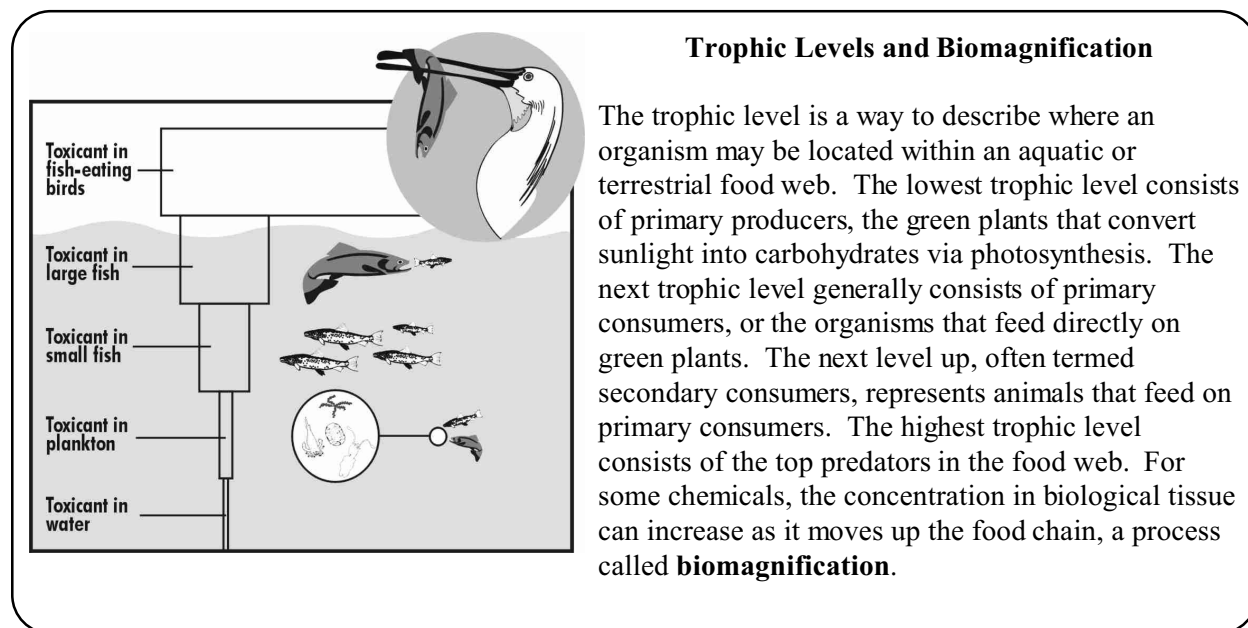 Toxicant in
fish-eating
birds
Toxicant in
large fish
Toxicant in
small fish
Toxicant in
plankton
Toxicant in
water
Trophic Levels and Biomagnification
The trophic level is a way to describe where an
organism may be located within an aquatic or
terrestrial food web.  The lowest trophic level consists
of primary producers, the green plants that convert
sunlight into carbohydrates via photosynthesis.  The
next trophic level generally consists of primary
consumers, or the organisms that feed directly on
green plants.  The next level up, often termed
secondary consumers, represents animals that feed on
primary consumers.  The highest trophic level
consists of the top predators in the food web.  For
some chemicals, the concentration in biological tissue
can increase as it moves up the food chain, a process
called biomagnification.